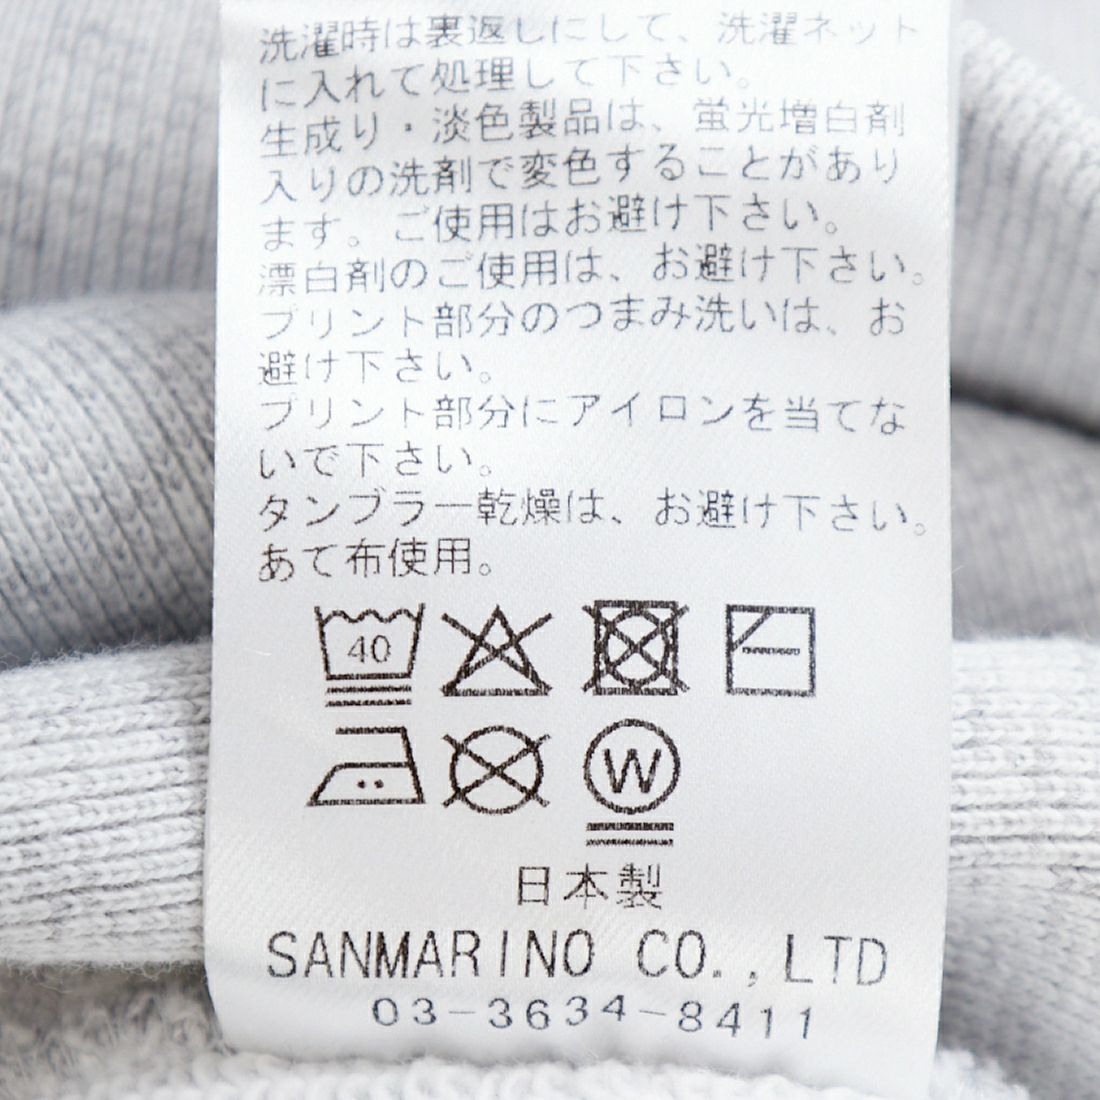 洗濯時は裏返しにして、洗濯ネット
に入れて処理して下さい。
生成り・淡色製品は、蛍光増白剤
入りの洗剤で変色することがあり
ます。ご使用はお避け下さい。
漂白剤のご使用は、お避け下さい。
プリント部分のつまみ洗いは、お
避け下さい。
プリント部分にアイロンを当てな
いで下さい。
タンブラー乾燥は、お避け下さい。
あて布使用。
40
W
日本製
SANMARINO CO.,LTD
03-3634-8411